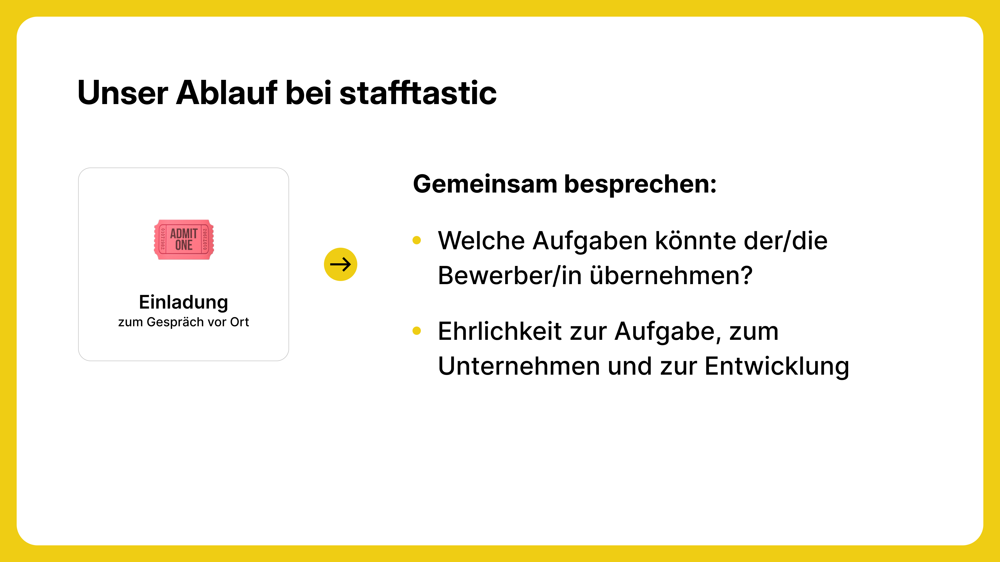 Unser Ablauf bei stafftastic
ADMIT
ONE
01071982
01071982
Einladung
zum Gespräch vor Ort
Gemeinsam besprechen:
Welche Aufgaben könnte der/die
Bewerber/in übernehmen?
Ehrlichkeit zur Aufgabe, zum
Unternehmen und zur Entwicklung